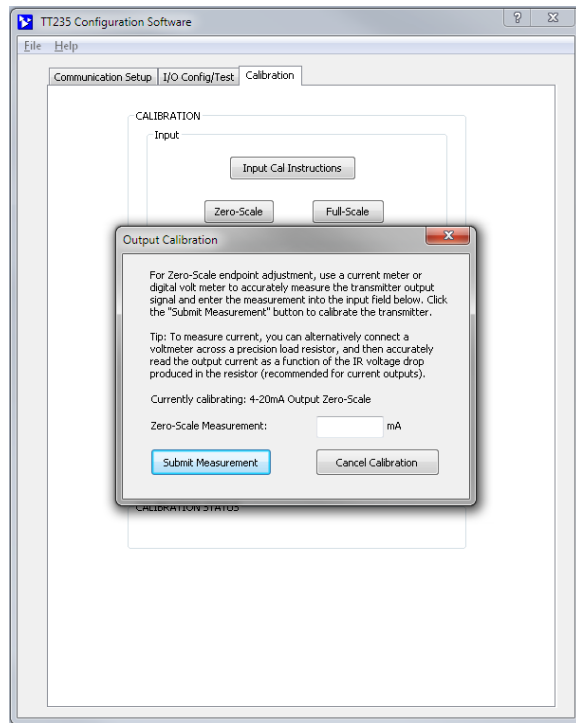 TT235 Configuration Software
File Help
Communication Setup I/O Config/Test Calibration
CALIBRATION
Input
Input Cal Instructions
Zero-Scale Full-Scale
Output Calibration
For Zero-Scale endpoint adjustment, use a current meter or
digital volt meter to accurately measure the transmitter output
signal and enter the measurement into the input field below. Click
the "Submit Measurement" button to calibrate the transmitter.
Tip: To measure current, you can alternatively connect a
voltmeter across a precision load resistor, and then accurately
read the output current as a function of the IR voltage drop
produced in the resistor (recommended for current outputs).
Currently calibrating: 4-20mA Output Zero-Scale
Zero-Scale Measurement: mA
Submit Measurement Cancel Calibration
CALIBRATION STATUS